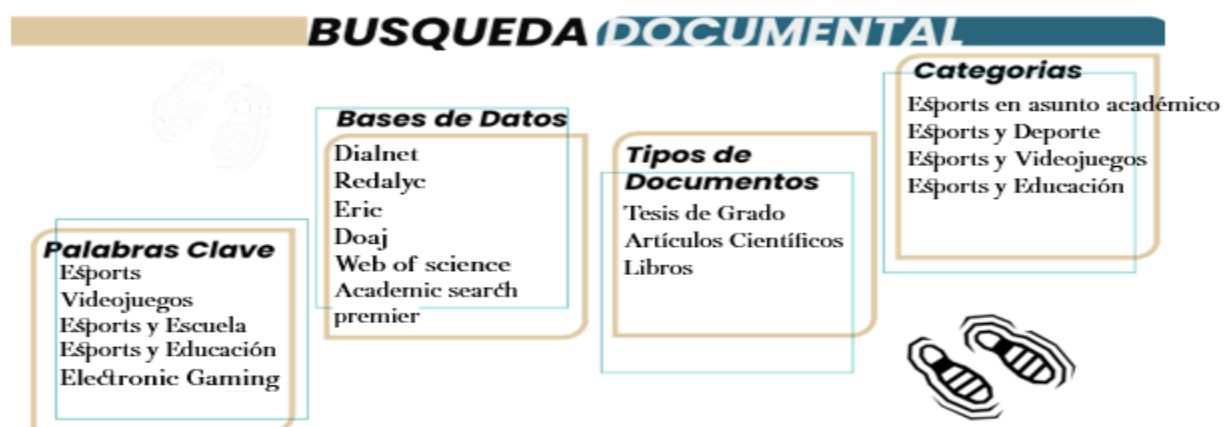 BUSQUEDA DOCUMENTAL
Palabras Clave
Esports
Videojuegos
Esports y Escuela
Esports y Educación
Electronic Gaming
Bases de Datos
Dialnet
Redalyc
Eric
Doaj
Web of science
Academic search
premier
Tipos de
Documentos
Tesis de Grado
Artículos Científicos
Libros
Categorias
Esports en asunto académico
Esports y Deporte
Esports y Videojuegos
Esports y Educación